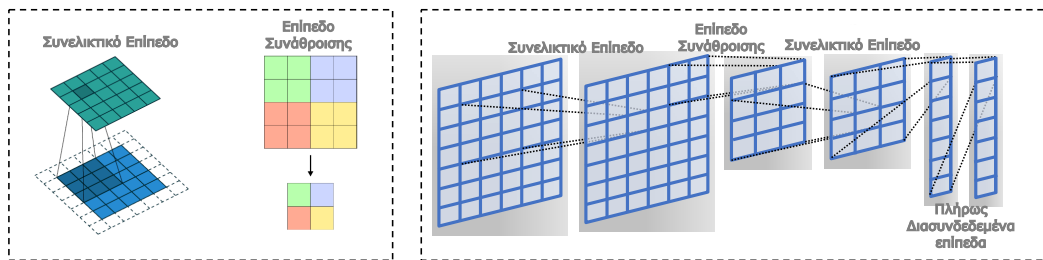 Συνελικτικό Επίπεδο
Επίπεδο
Συνάθροισης
Συνελικτικό Επίπεδο
Επίπεδο
Συνάθροισης
Συνελικτικό Επίπεδο
Πλήρως
Διασυνδεδεμένα
επίπεδα